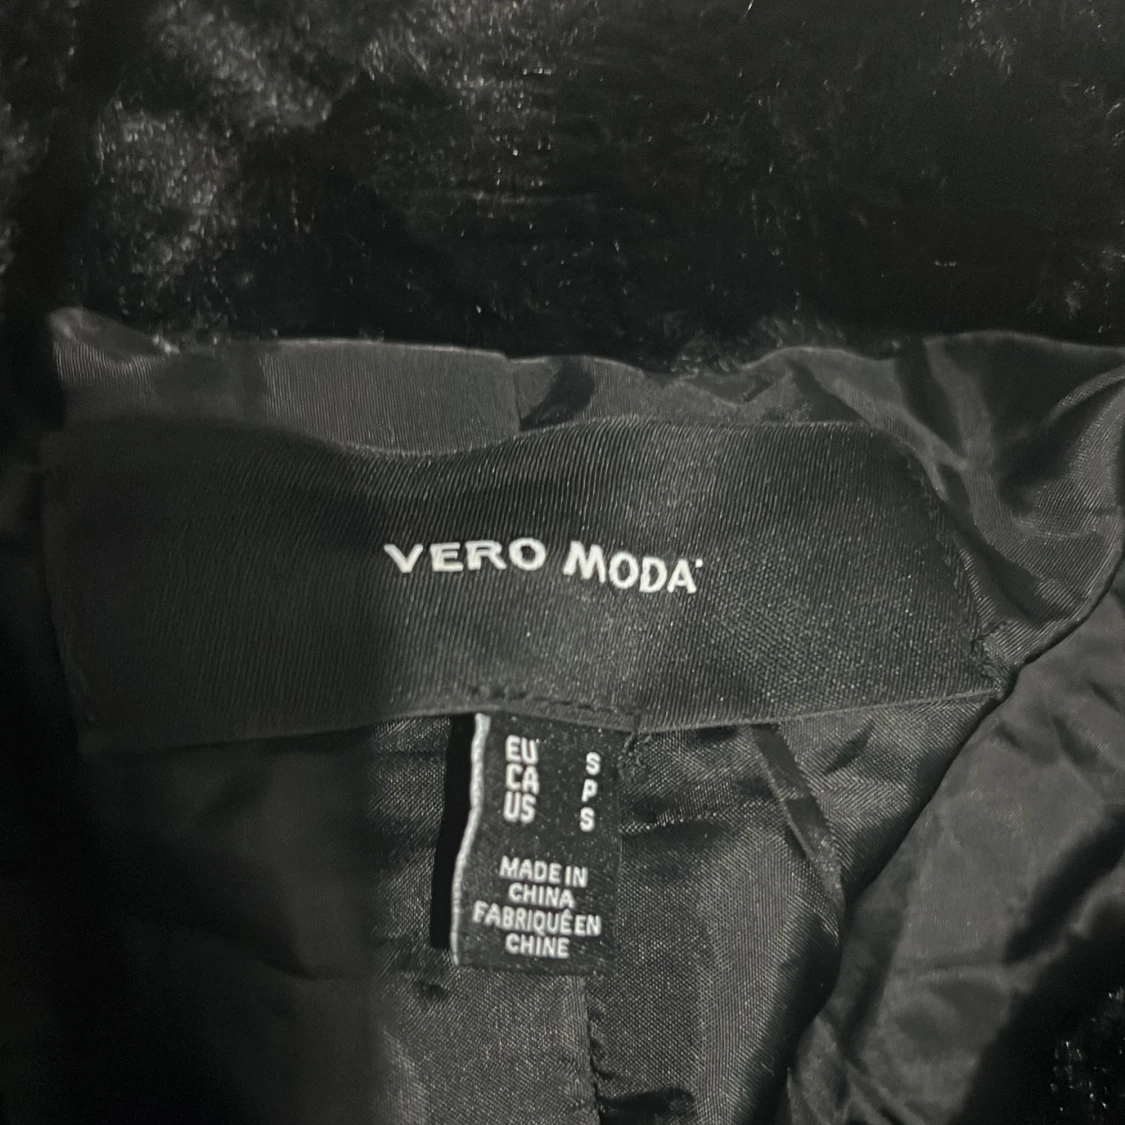 VERO MODA
EU S
CA P
US S
MADE IN
CHINA
FABRIQUÉ EN
CHINE